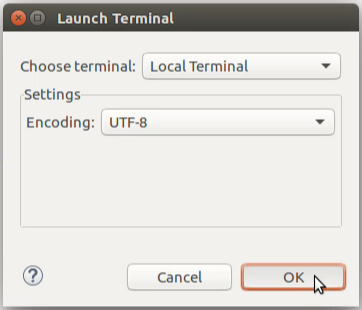 Launch Terminal
Choose terminal: Local Terminal
Settings
Encoding: UTF-8
? Cancel OK